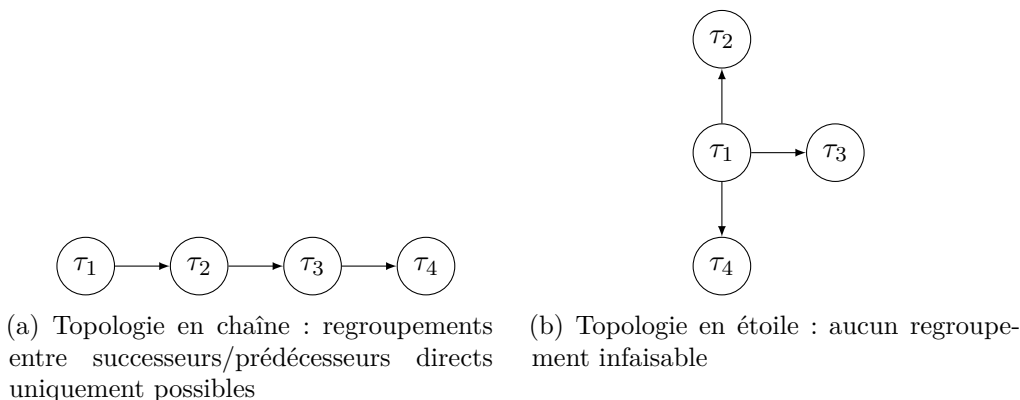 τ1 τ2 τ3 τ4
(a) Topologie en chaîne : regroupements
entre successeurs/prédécesseurs directs
uniquement possibles
τ2
τ1 τ3
τ4
(b) Topologie en étoile : aucun regroupe-
ment infaisable